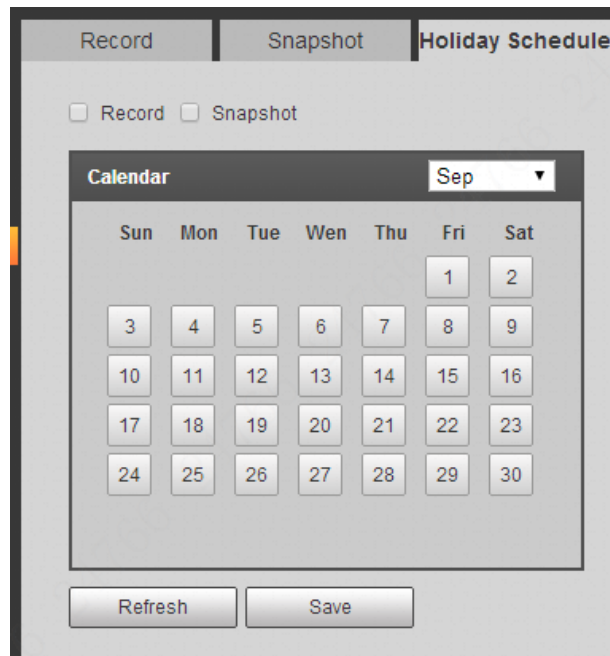 Record Snapshot Holiday Schedule
Record Snapshot
Calendar Sep
Sun Mon Tue Wen Thu Fri Sat
1 2
3 4 5 6 7 8 9
10 11 12 13 14 15 16
17 18 19 20 21 22 23
24 25 26 27 28 29 30
Refresh Save